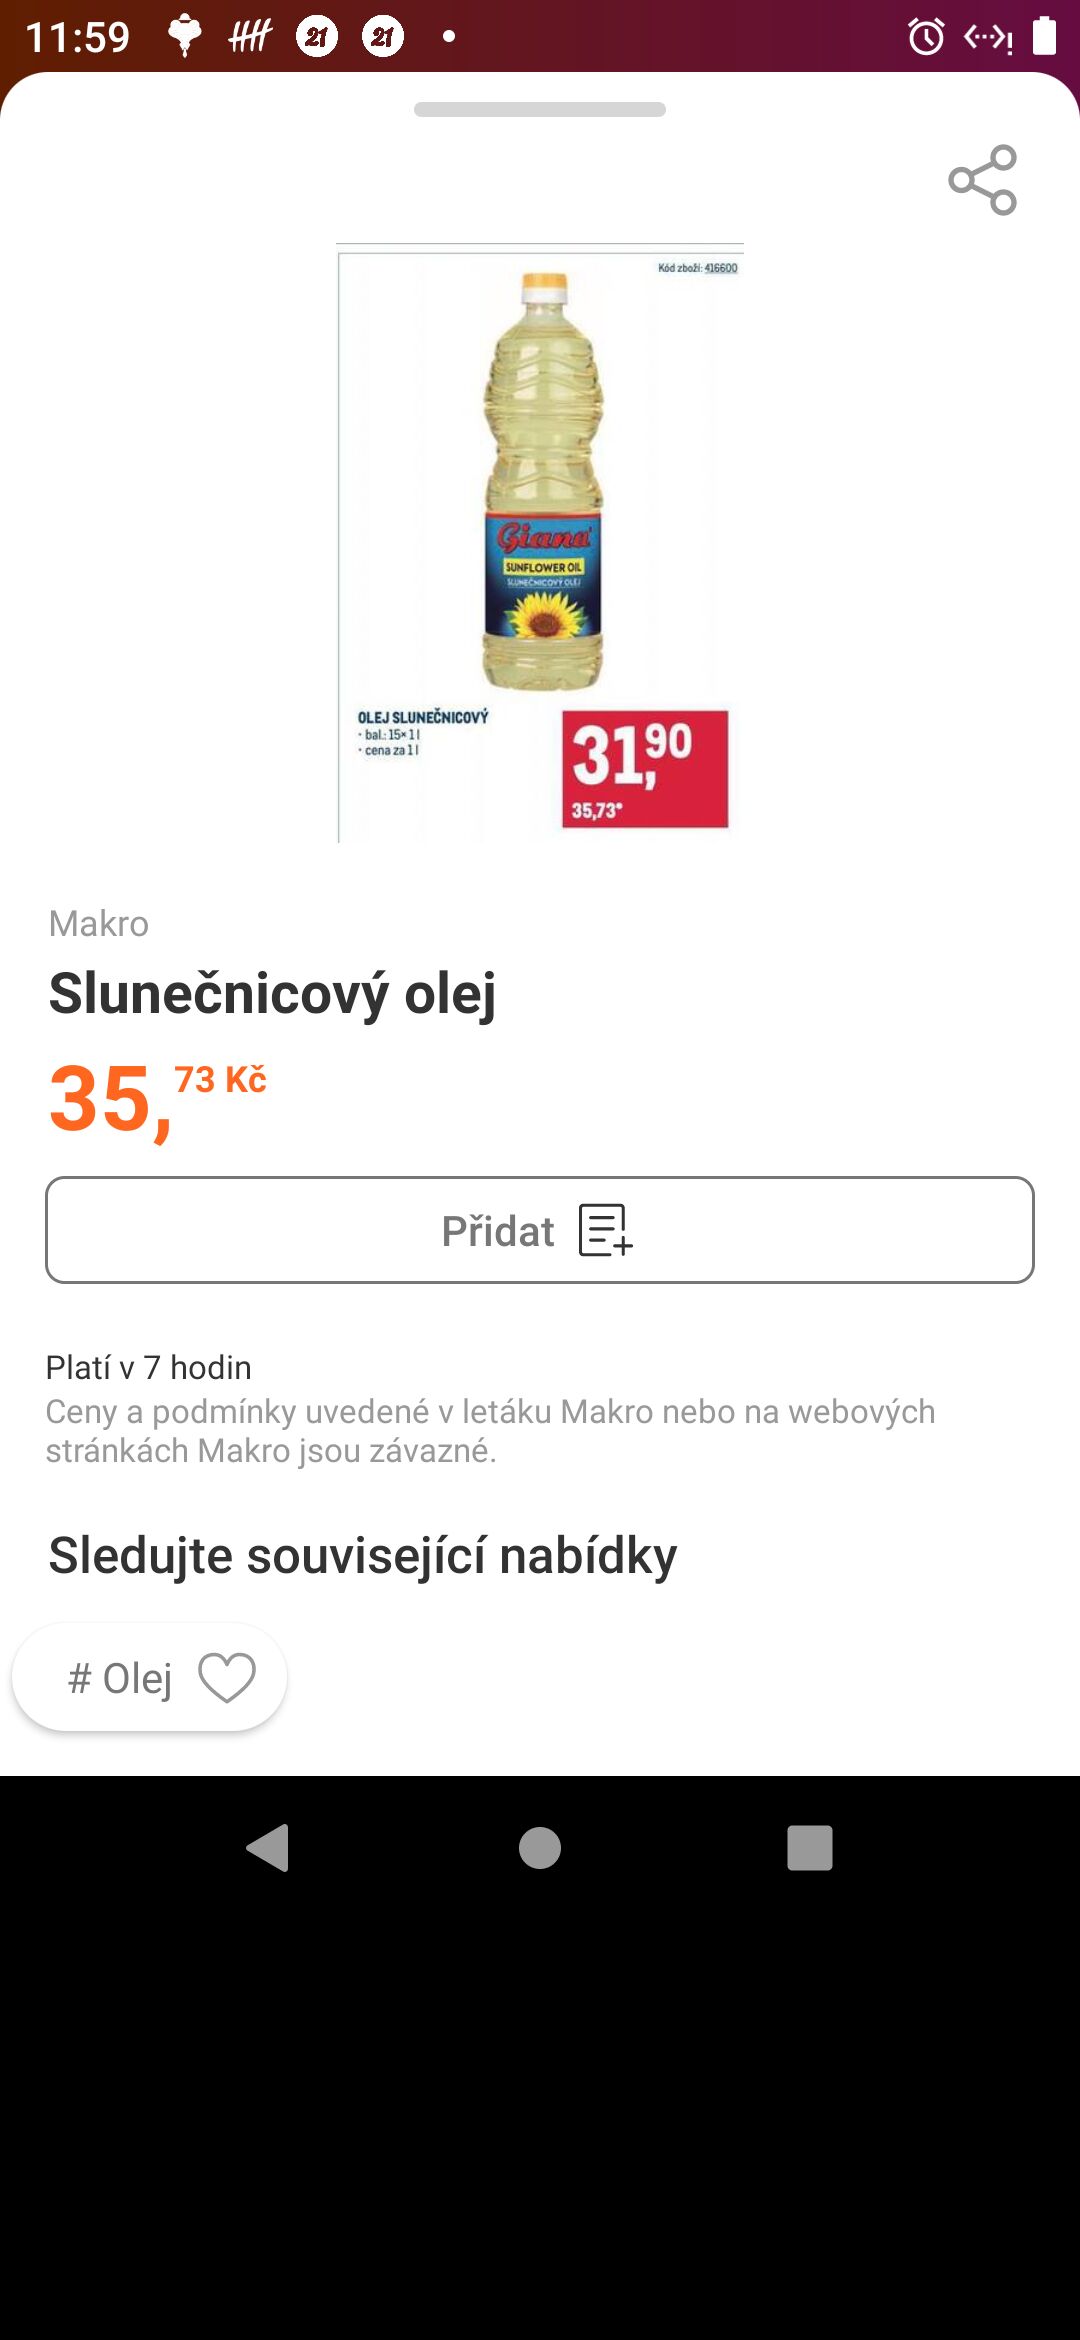 11:59
21 21
Kód zboží: 416600
Giana
SUNFLOWER OIL
SLUNEČNICOVÝ OLEJ
OLEJ SLUNEČNICOVÝ
· bal.: 15× 1 l
· cena za 1 l
31,90
35,73*
Makro
Slunečnicový olej
35,73 Kč
Přidat
Platí v 7 hodin
Ceny a podmínky uvedené v letáku Makro nebo na webových
stránkách Makro jsou závazné.
Sledujte související nabídky
# Olej